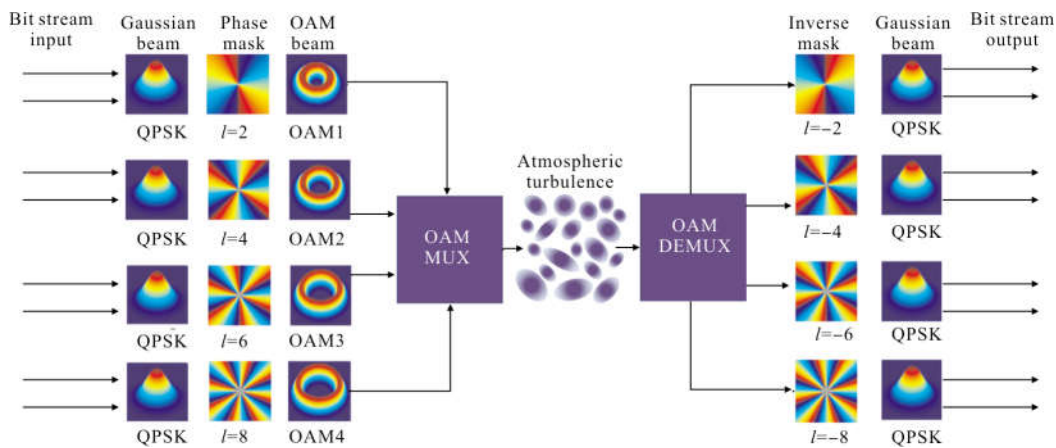 Bit stream
input
Gaussian
beam
Phase
mask
OAM
beam
Inverse
mask
Gaussian
beam
Bit stream
output
QPSK
l=2
OAM1
l=−2
QPSK
Atmospheric
turbulence
QPSK
l=4
OAM2
OAM
MUX
OAM
DEMUX
l=−4
QPSK
QPSK
l=6
OAM3
l=−6
QPSK
QPSK
l=8
OAM4
l=−8
QPSK